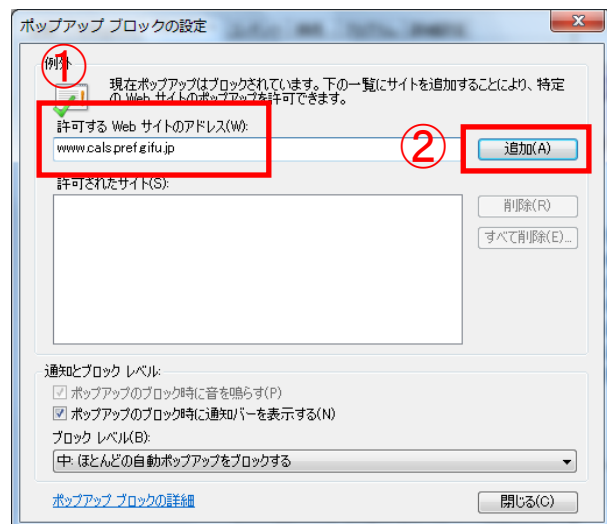 ポップアップ ブロックの設定
例外
①
現在ポップアップはブロックされています。下の一覧にサイトを追加することにより、特定
の Web サイトのポップアップを許可できます。
許可する Web サイトのアドレス(W):
www.cals.pref.gifu.jp
②
追加(A)
許可されたサイト(S):
削除(R)
すべて削除(E)...
通知とブロック レベル:
ポップアップのブロック時に音を鳴らす(P)
ポップアップのブロック時に通知バーを表示する(N)
ブロック レベル(B):
中: ほとんどの自動ポップアップをブロックする
ポップアップ ブロックの詳細
閉じる(C)